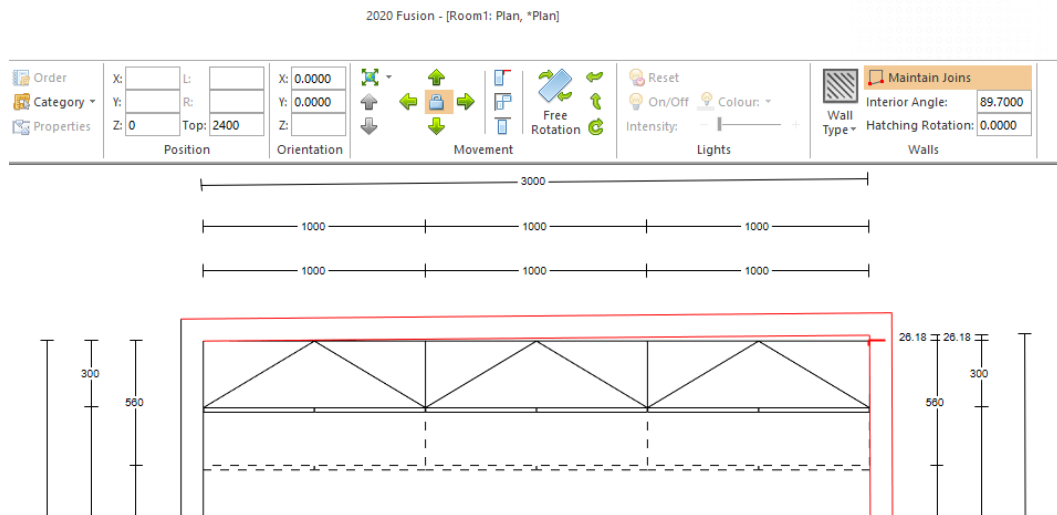 2020 Fusion - [Room1: Plan, *Plan]
Order
Category
Properties
X:
L:
Y:
R:
Z: 0
Top: 2400
Position
X: 0.0000
Y: 0.0000
Z:
Orientation
Free
Rotation
Movement
Reset
On/Off
Colour:
Intensity:
Lights
Wall
Type
Maintain Joins
Interior Angle: 89.7000
Hatching Rotation: 0.0000
Walls
3000
1000 1000 1000
1000 1000 1000
26.18 26.18
300 300
560 560